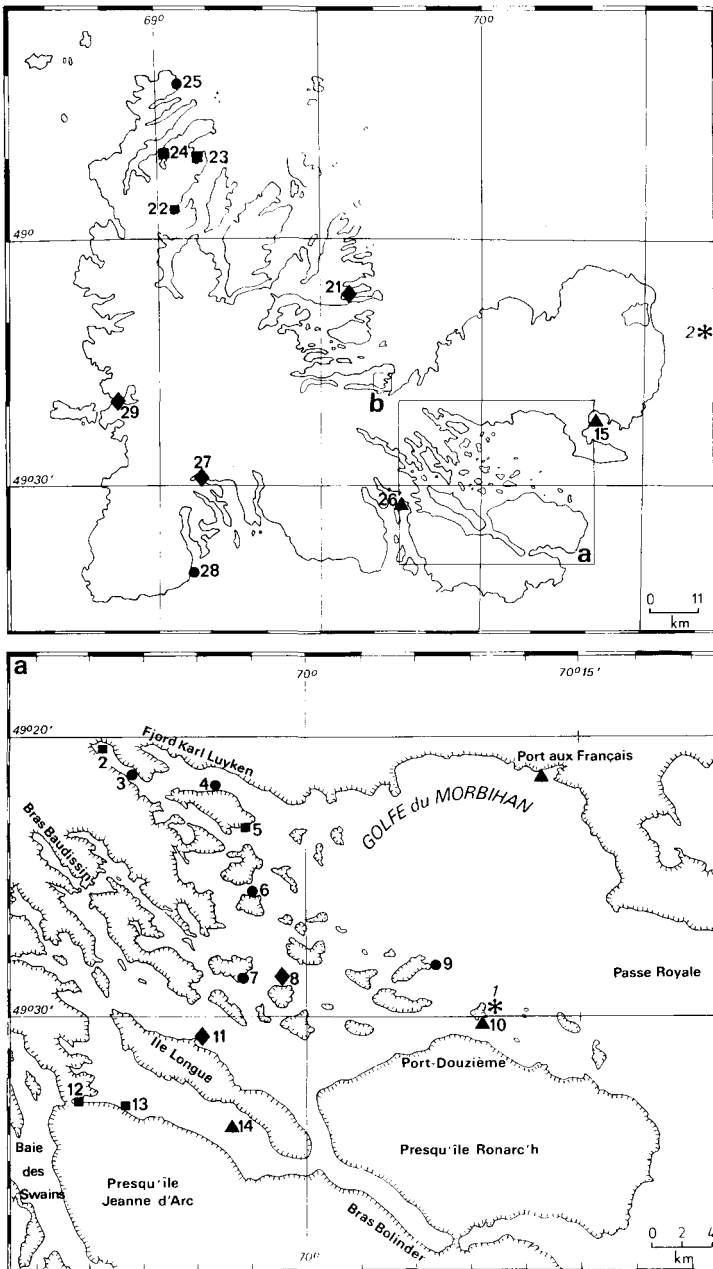 69°
70°
25
24
23
22
49°
21
2*
b
29
15
27
49°30
26
28
a
0 11
km
a
70°
70°15'
49°20'
Fjord Karl Luyken
Port aux Français
2
3
4
GOLFE du MORBIHAN
5
Bras Baudissin
6
9
7
8
Passe Royale
1
*
49°30
10
11
Ile Longue
Port-Douzième
12
13
14
Baie
des
Swains
Presqu'île
Jeanne d'Arc
Presqu'île Ronarc'h
Bras Bolinder
0 2 4
km
70°